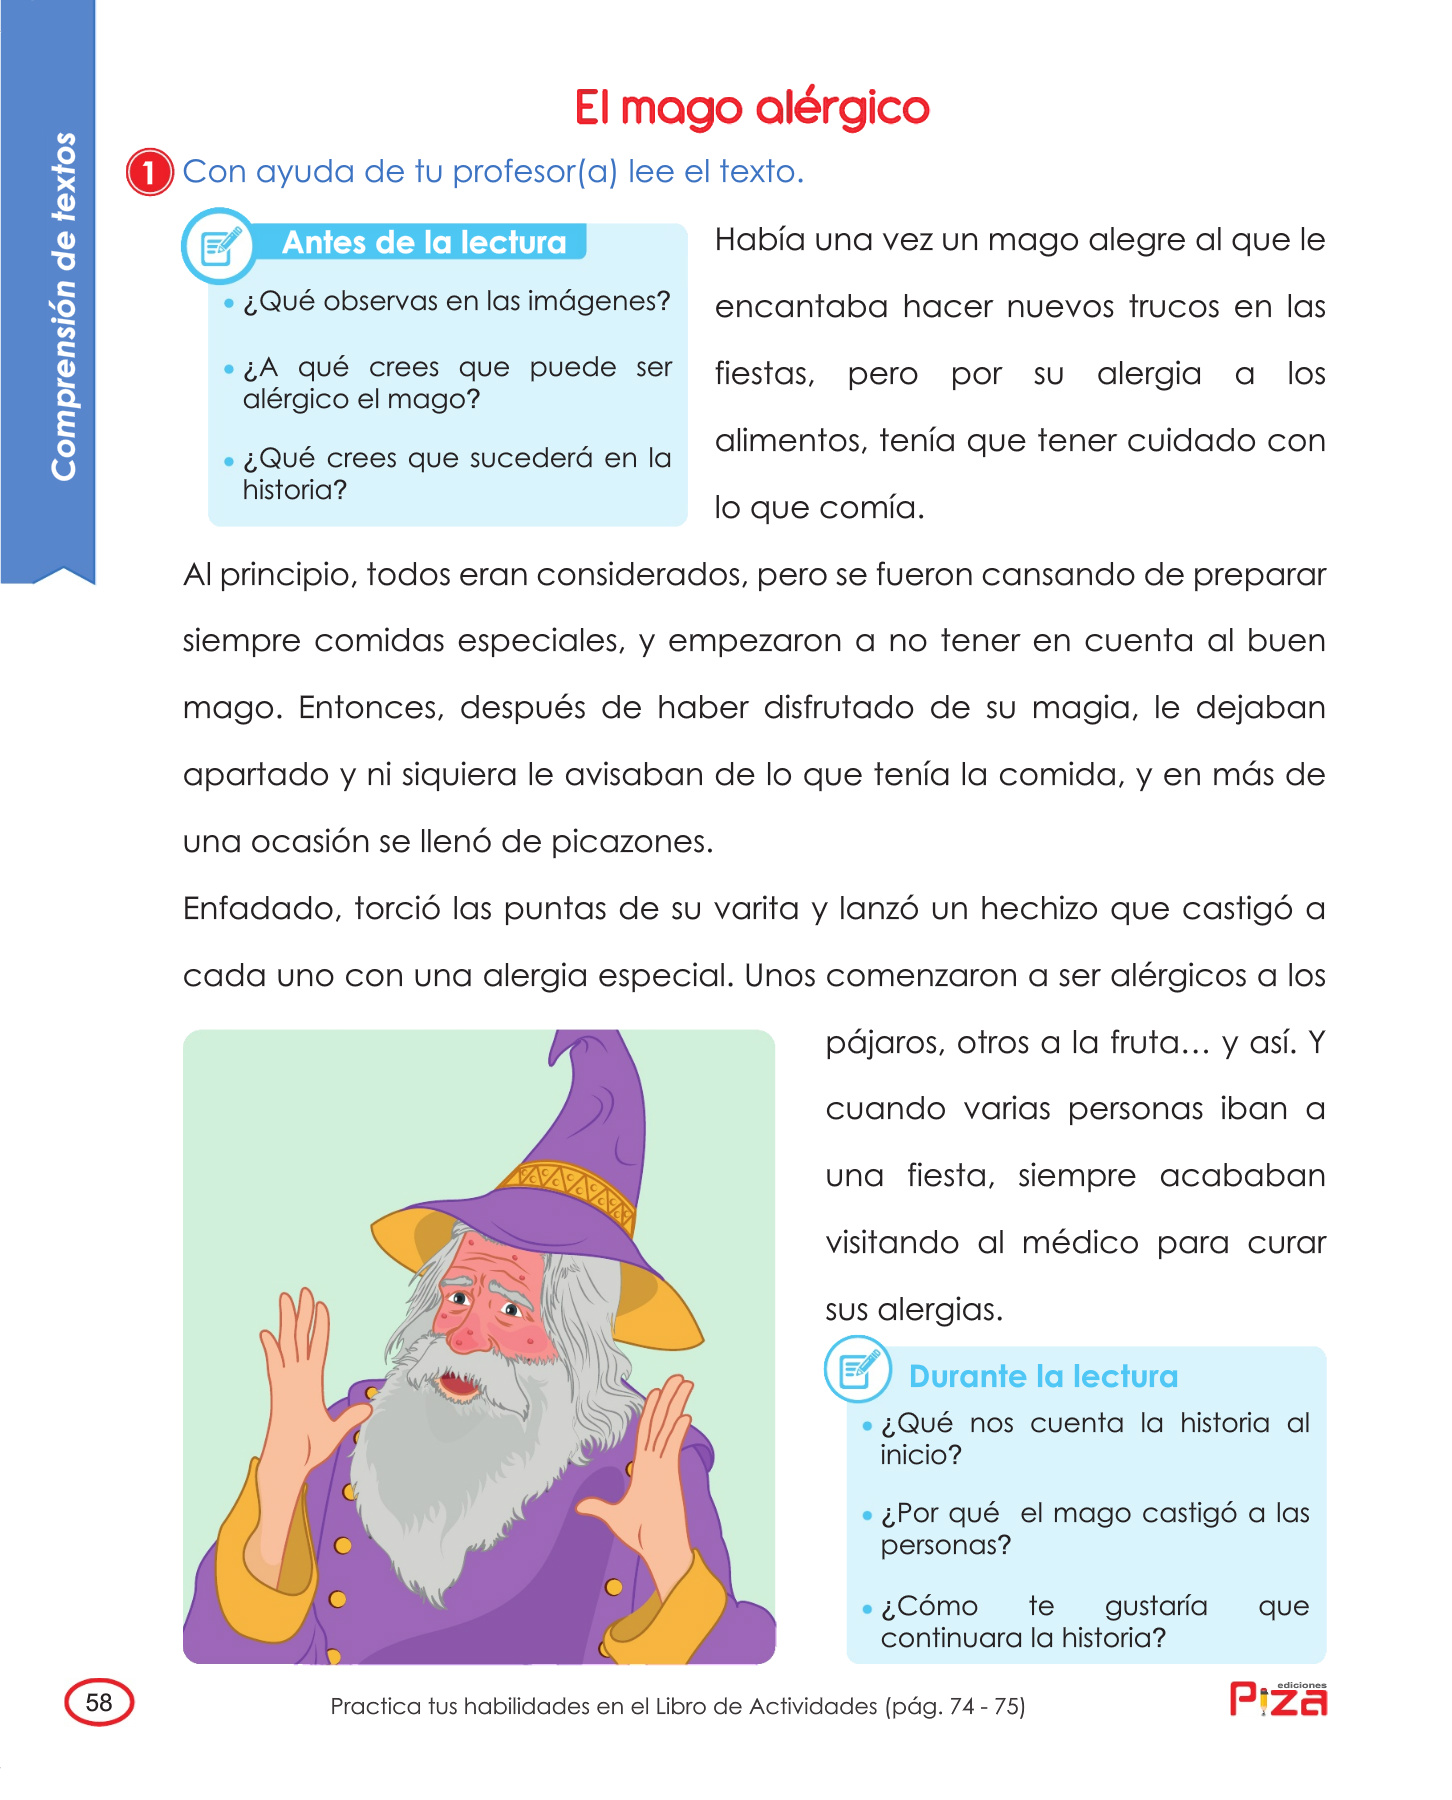 Comprensión de textos
El mago alérgico
1 Con ayuda de tu profesor(a) lee el texto.
Antes de la lectura
• ¿Qué observas en las imágenes?
• ¿A qué crees que puede ser
alérgico el mago?
• ¿Qué crees que sucederá en la
historia?
Había una vez un mago alegre al que le
encantaba hacer nuevos trucos en las
fiestas, pero por su alergia a los
alimentos, tenía que tener cuidado con
lo que comía.
Al principio, todos eran considerados, pero se fueron cansando de preparar
siempre comidas especiales, y empezaron a no tener en cuenta al buen
mago. Entonces, después de haber disfrutado de su magia, le dejaban
apartado y ni siquiera le avisaban de lo que tenía la comida, y en más de
una ocasión se llenó de picazones.
Enfadado, torció las puntas de su varita y lanzó un hechizo que castigó a
cada uno con una alergia especial. Unos comenzaron a ser alérgicos a los
pájaros, otros a la fruta... y así. Y
cuando varias personas iban a
una fiesta, siempre acababan
visitando al médico para curar
sus alergias.
Durante la lectura
• ¿Qué nos cuenta la historia al
inicio?
• ¿Por qué el mago castigó a las
personas?
• ¿Cómo te gustaría que
continuara la historia?
58
Practica tus habilidades en el Libro de Actividades (pág. 74 - 75)
ediciones
Piza